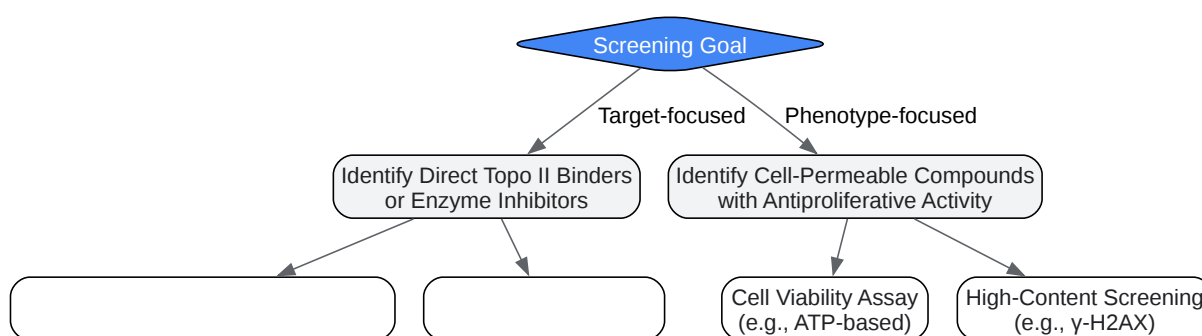 Screening Goal
Target-focused
Phenotype-focused
Identify Direct Topo II Binders
or Enzyme Inhibitors
Identify Cell-Permeable Compounds
with Antiproliferative Activity
Cell Viability Assay
(e.g., ATP-based)
High-Content Screening
(e.g., γ-H2AX)